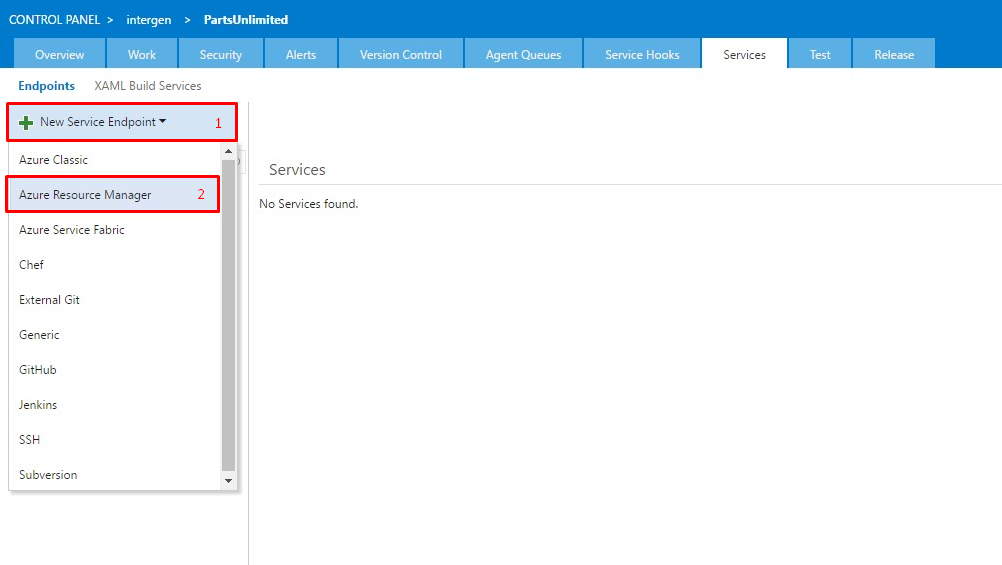 CONTROL PANEL > intergen > PartsUnlimited
Overview Work Security Alerts Version Control Agent Queues Service Hooks Services Test Release
Endpoints XAML Build Services
New Service Endpoint 1
Azure Classic
Azure Resource Manager 2
Azure Service Fabric
Chef
External Git
Generic
GitHub
Jenkins
SSH
Subversion
Services
No Services found.